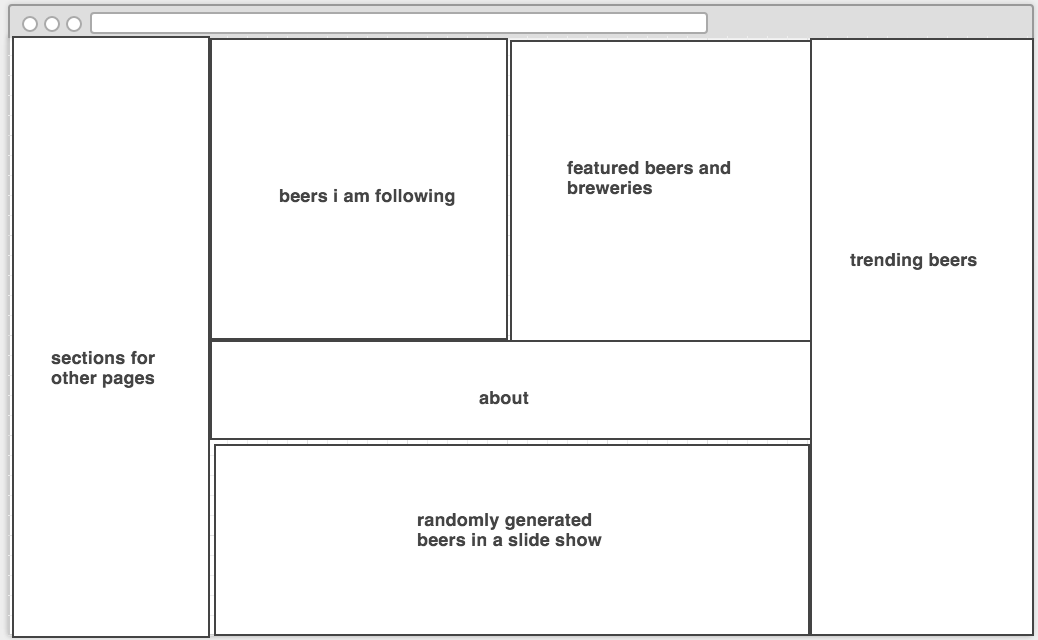 sections for
other pages
beers i am following
featured beers and
breweries
trending beers
about
randomly generated
beers in a slide show